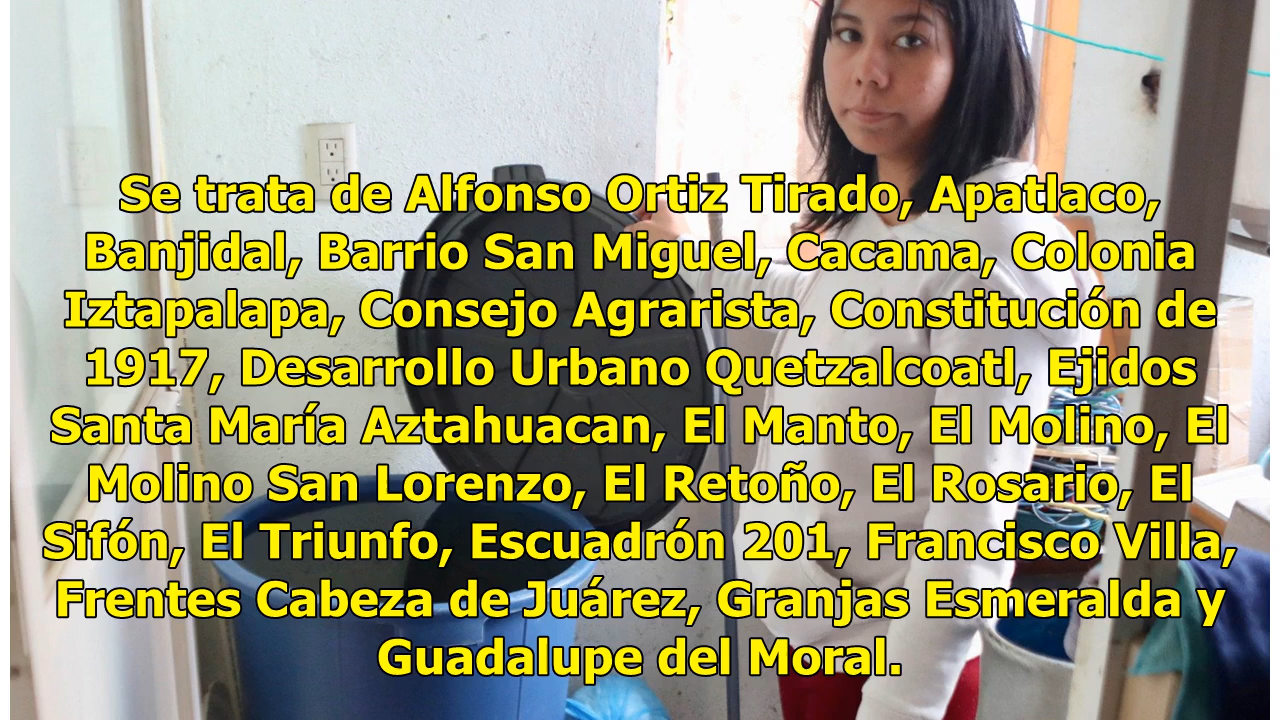 Se trata de Alfonso Ortiz Tirado, Apatlaco,
Banjidal, Barrio San Miguel, Cacama, Colonia
Iztapalapa, Consejo Agrarista, Constitución de
1917, Desarrollo Urbano Quetzalcoatl, Ejidos
Santa María Aztahuacan, El Manto, El Molino, El
Molino San Lorenzo, El Retoño, El Rosario, El
Sifón, El Triunfo, Escuadrón 201, Francisco Villa,
Frentes Cabeza de Juárez, Granjas Esmeralda y
Guadalupe del Moral.